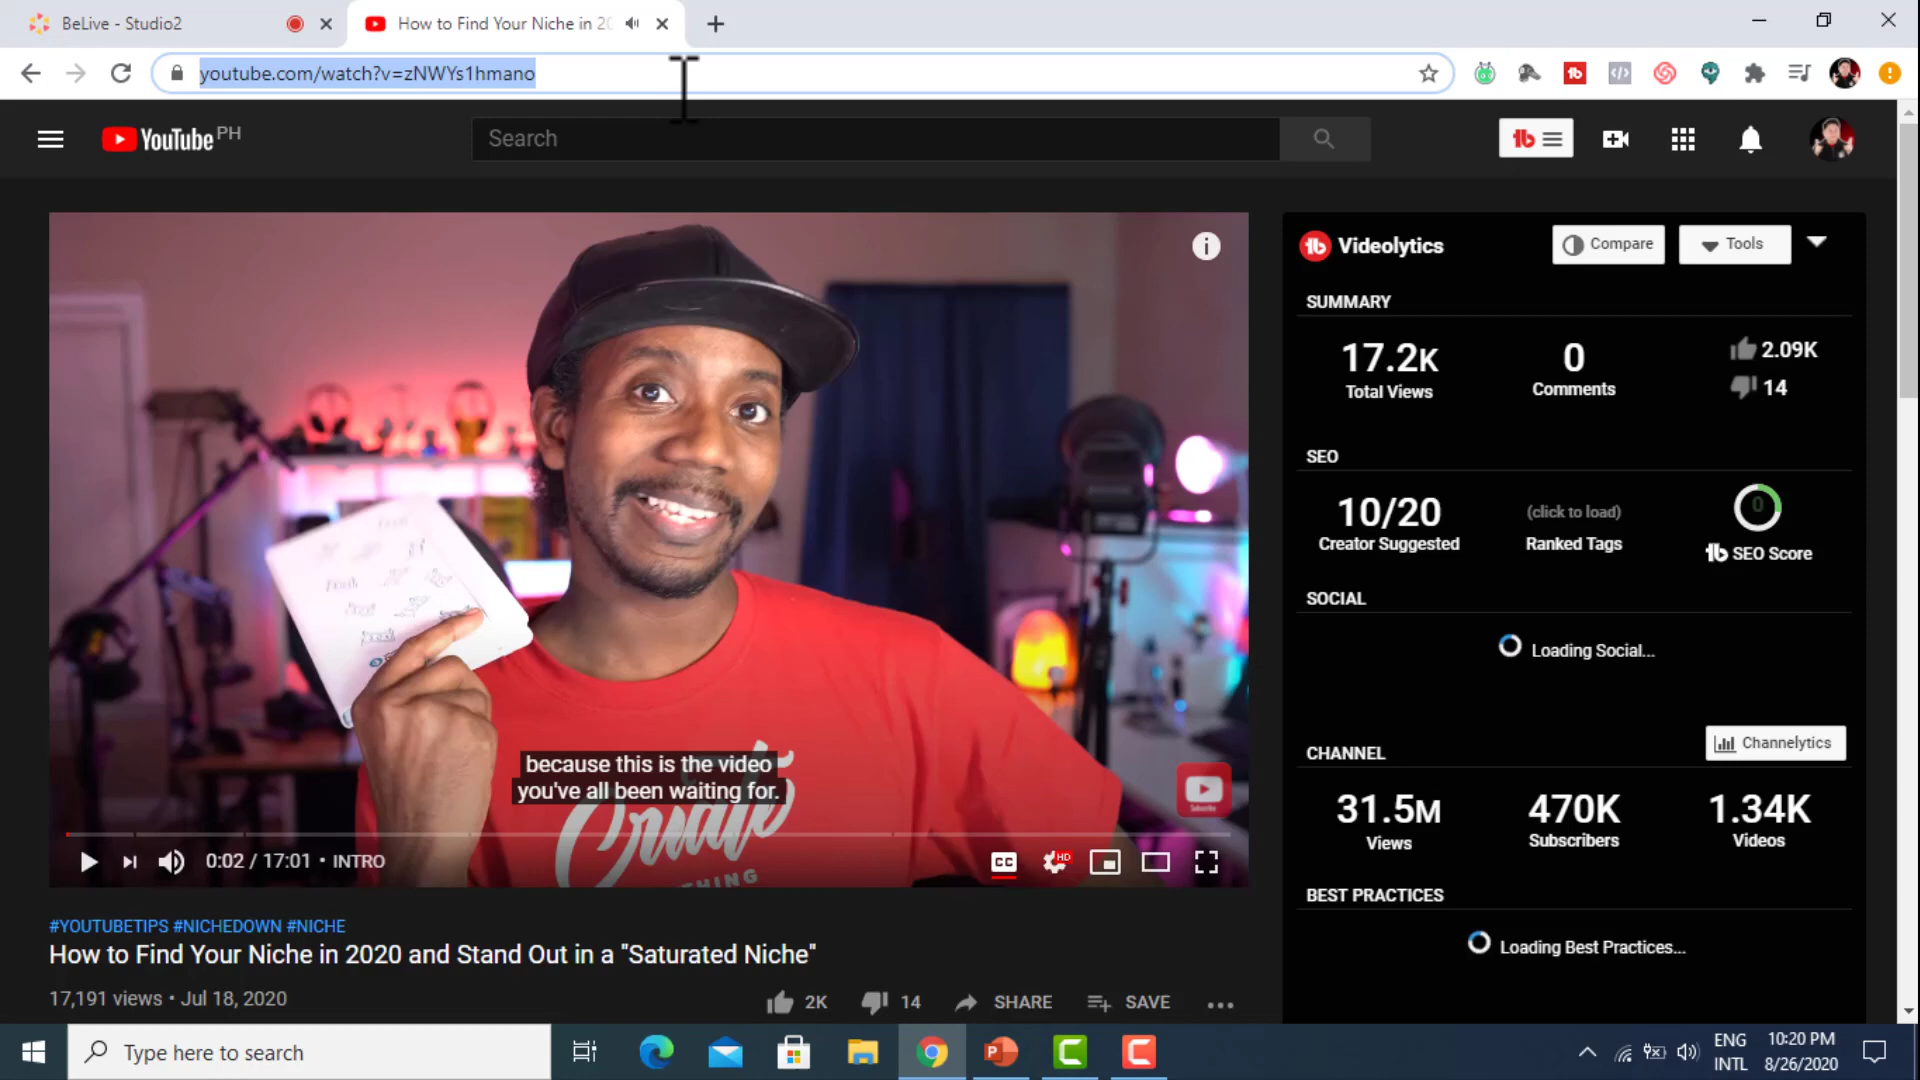 BeLive - Studio2
How to Find Your Niche in 20
youtube.com/watch?v=zNWYs1hmano
YouTube PH
Search
Videolytics
Compare
Tools
SUMMARY
17.2K
Total Views
0
Comments
2.09K
14
SEO
10/20
Creator Suggested
(click to load)
Ranked Tags
0
SEO Score
SOCIAL
Loading Social...
CHANNEL
Channelytics
31.5M
Views
470K
Subscribers
1.34K
Videos
BEST PRACTICES
Loading Best Practices...
because this is the video
you've all been waiting for.
Create
THING
Subscribe
0:02 / 17:01 • INTRO
CC
HD
#YOUTUBETIPS #NICHEDOWN #NICHE
How to Find Your Niche in 2020 and Stand Out in a "Saturated Niche"
17,191 views • Jul 18, 2020
2K
14
SHARE
SAVE
Type here to search
ENG
INTL
10:20 PM
8/26/2020